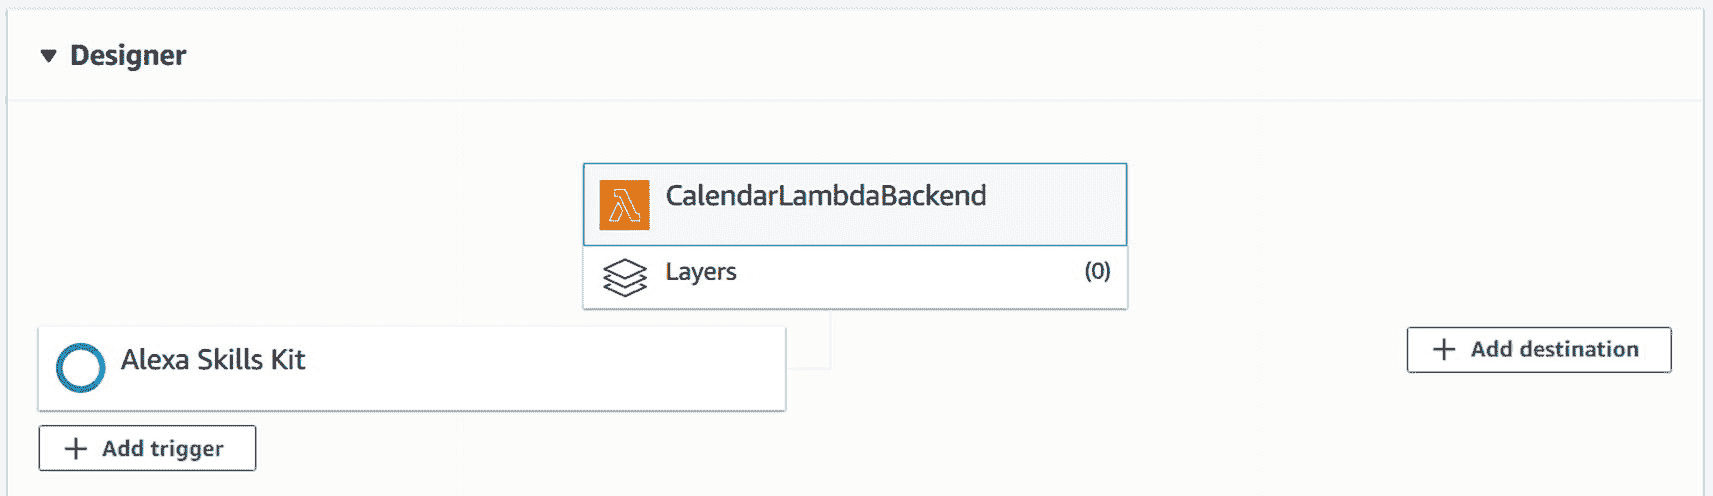 Designer
CalendarLambdaBackend
Layers (0)
Alexa Skills Kit
+ Add destination
+ Add trigger